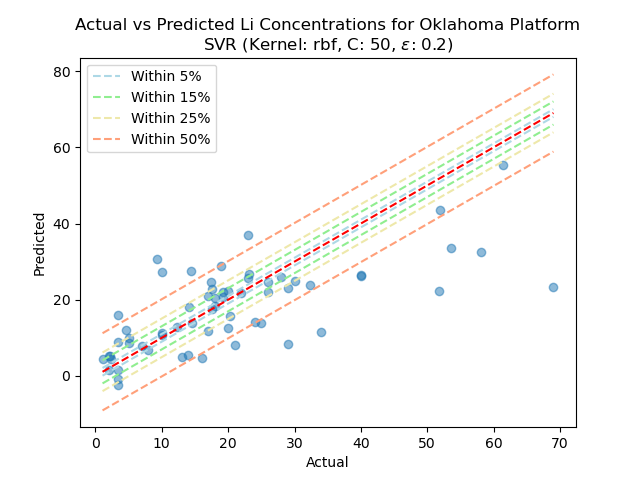 Actual vs Predicted Li Concentrations for Oklahoma Platform
SVR (Kernel: rbf, C: 50, ε: 0.2)
Within 5%
Within 15%
Within 25%
Within 50%
Predicted
80
60
40
20
0
0 10 20 30 40 50 60 70
Actual